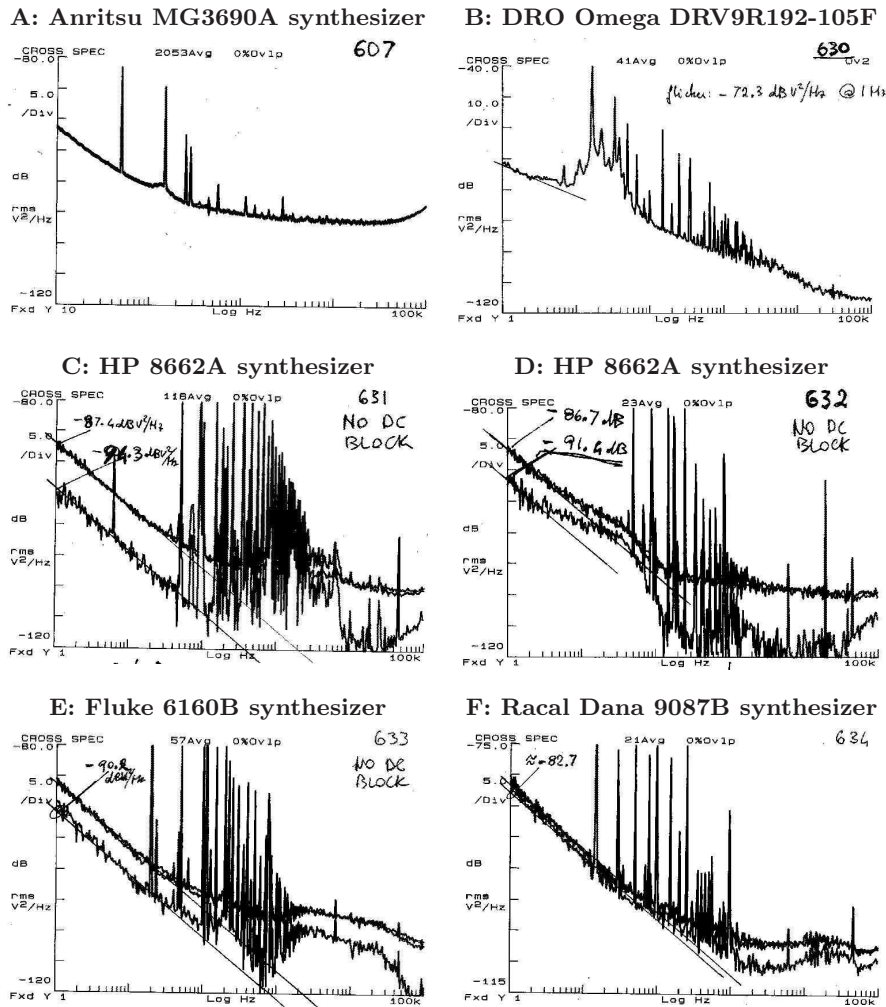 A: Anritsu MG3690A synthesizer
CROSS SPEC 2053Avg 0%Ovlp
607
-80.0
5.0
/Div
dB
rms
V²/Hz
-120
Fxd Y 10 Log Hz 100k
B: DRO Omega DRV9R192-105F
CROSS SPEC 41Avg 0%Ovlp
630
0v2
-40.0
flicker: -72.3 dBV²/Hz @ 1Hz
10.0
/Div
dB
rms
V²/Hz
-120
Fxd Y 1 Log Hz 100k
C: HP 8662A synthesizer
CROSS SPEC 118Avg 0%Ovlp
631
NO DC
BLOCK
-80.0
-87.4 dBV²/Hz
5.0
/Div
dB
rms
V²/Hz
-120
Fxd Y 1 Log Hz 100k
D: HP 8662A synthesizer
CROSS SPEC 23Avg 0%Ovlp
632
NO DC
BLOCK
-80.0
-86.7 dB
5.0
-91.4 dB
/Div
dB
rms
V²/Hz
-120
Fxd Y 1 Log Hz 100k
E: Fluke 6160B synthesizer
CROSS SPEC 57Avg 0%Ovlp
633
NO DC
BLOCK
-80.0
5.0
/Div
dB
rms
V²/Hz
-120
Fxd Y 1 Log Hz 100k
F: Racal Dana 9087B synthesizer
CROSS SPEC 21Avg 0%Ovlp
634
-75.0
≈-82.7
5.0
/Div
dB
rms
V²/Hz
-115
Fxd Y 1 Log Hz 100k